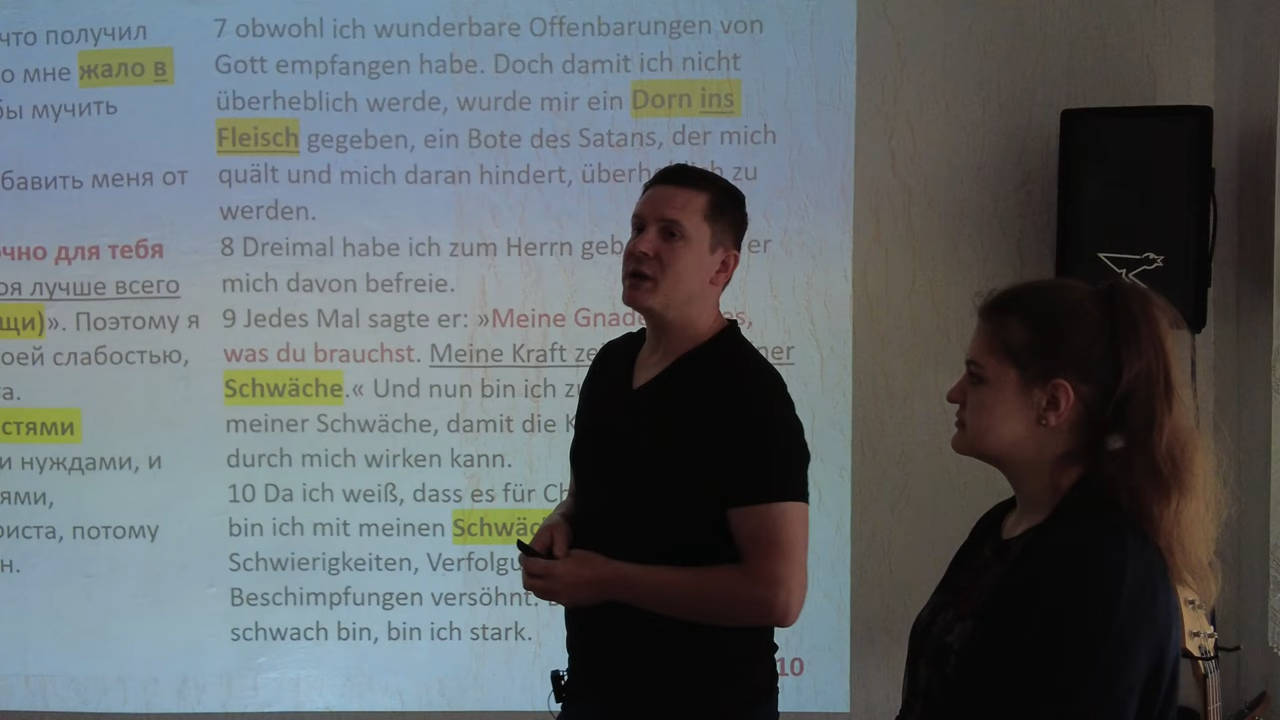 что получил
о мне жало в
бы мучить
бавить меня от
чно для тебя
оя лучше всего
щи)». Поэтому я
оей слабостью,
та.
стями
и нуждами, и
ями,
риста, потому
н.
7 obwohl ich wunderbare Offenbarungen von
Gott empfangen habe. Doch damit ich nicht
überheblich werde, wurde mir ein Dorn ins
Fleisch gegeben, ein Bote des Satans, der mich
quält und mich daran hindert, überheblich zu
werden.
8 Dreimal habe ich zum Herrn geb er
mich davon befreie.
9 Jedes Mal sagte er: »Meine Gnade s,
was du brauchst. Meine Kraft ze ner
Schwäche.« Und nun bin ich zu
meiner Schwäche, damit die K
durch mich wirken kann.
10 Da ich weiß, dass es für Ch
bin ich mit meinen Schwäc
Schwierigkeiten, Verfolgu
Beschimpfungen versöhnt.
schwach bin, bin ich stark.
10